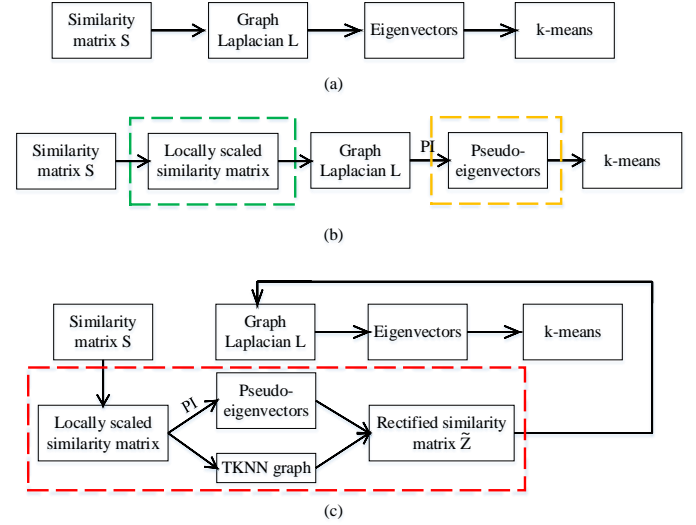 Similarity
matrix S
Graph
Laplacian L
Eigenvectors
k-means
(a)
Similarity
matrix S
Locally scaled
similarity matrix
Graph
Laplacian L
PI
Pseudo-
eigenvectors
k-means
(b)
Similarity
matrix S
Graph
Laplacian L
Eigenvectors
k-means
Locally scaled
similarity matrix
PI
Pseudo-
eigenvectors
TKNN graph
Rectified similarity
matrix Z̃
(c)